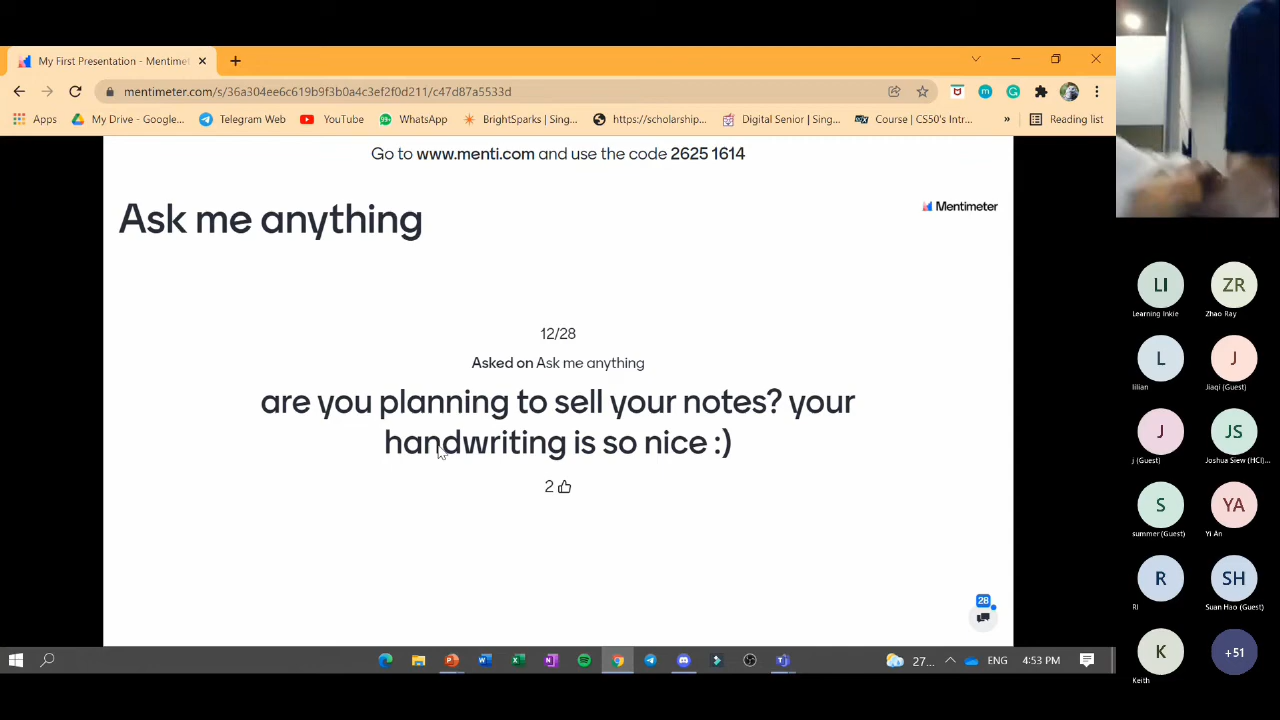 My First Presentation - Mentimet
mentimeter.com/s/36a304ee6c619b9f3b0a4c3ef2f0d211/c47d87a5533d
Apps
My Drive - Google...
Telegram Web
YouTube
WhatsApp
BrightSparks | Sing...
https://scholarship...
Digital Senior | Sing...
Course | CS50's Intr...
»
Reading list
Go to www.menti.com and use the code 2625 1614
Ask me anything
Mentimeter
12/28
Asked on Ask me anything
are you planning to sell your notes? your
handwriting is so nice :)
2
28
27...
ENG
4:53 PM
LI
ZR
Learning Inkie
Zhao Ray
L
J
lilian
Jiaqi (Guest)
J
JS
j (Guest)
Joshua Siew (HCI)...
S
YA
summer (Guest)
Yi An
R
SH
RI
Suan Hao (Guest)
K
+51
Keith